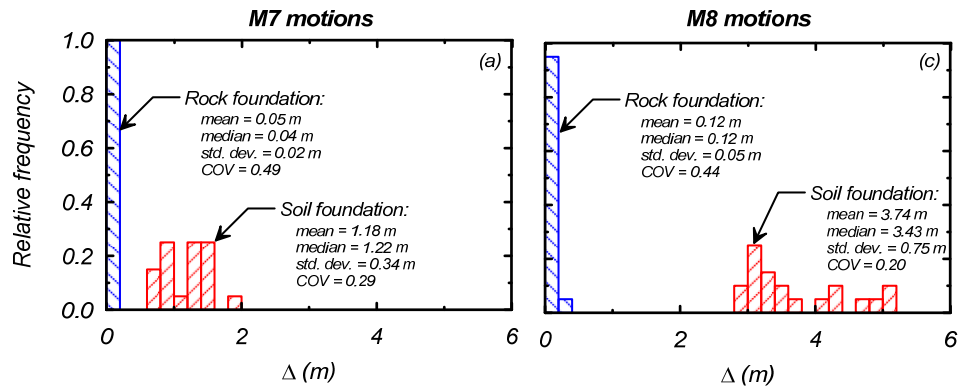 M7 motions
M8 motions
Relative frequency
1.0
0.8
0.6
0.4
0.2
0.0
(a)
Rock foundation:
mean = 0.05 m
median = 0.04 m
std. dev. = 0.02 m
COV = 0.49
Soil foundation:
mean = 1.18 m
median = 1.22 m
std. dev. = 0.34 m
COV = 0.29
0 2 4 6
Δ (m)
(c)
Rock foundation:
mean = 0.12 m
median = 0.12 m
std. dev. = 0.05 m
COV = 0.44
Soil foundation:
mean = 3.74 m
median = 3.43 m
std. dev. = 0.75 m
COV = 0.20
0 2 4 6
Δ (m)